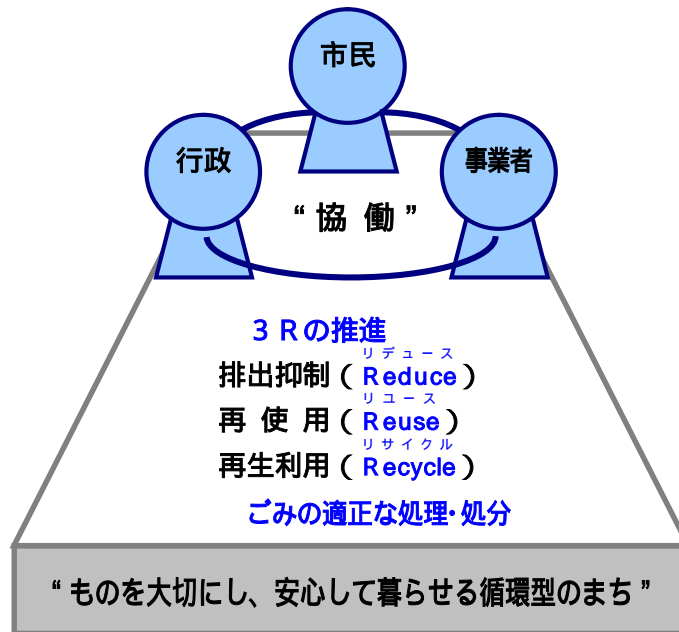 市民
行政
事業者
“協 働”
３Ｒの推進
リデュース
排出抑制（Reduce）
リユース
再 使 用（Reuse）
リサイクル
再生利用（Recycle）
ごみの適正な処理・処分
“ものを大切にし、安心して暮らせる循環型のまち”